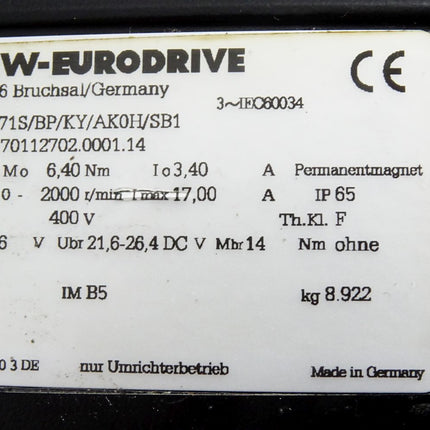 W-EURODRIVE CE
6 Bruchsal/Germany
3~IEC60034
71S/BP/KY/AK0H/SB1
70112702.0001.14
Mo 6,40 Nm Io 3,40 A Permanentmagnet
0 - 2000 r/min Imax 17,00 A IP 65
400 V Th.Kl. F
6 V Ubr 21,6-26,4 DC V Mbr 14 Nm ohne
IM B5 kg 8.922
03 DE nur Umrichterbetrieb Made in Germany